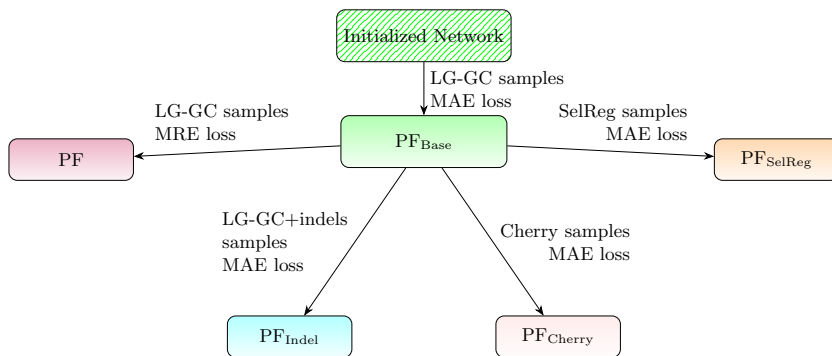 Initialized Network
LG-GC samples
MAE loss
LG-GC samples
MRE loss
SelReg samples
MAE loss
PF
PF_Base
PF_SelReg
LG-GC+indels
samples
MAE loss
Cherry samples
MAE loss
PF_Indel
PF_Cherry